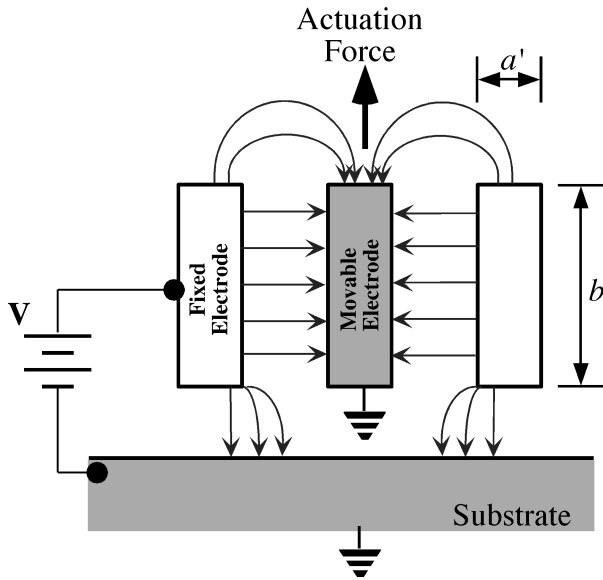 Actuation
Force
a'
Fixed
Electrode
Movable
Electrode
b
V
Substrate